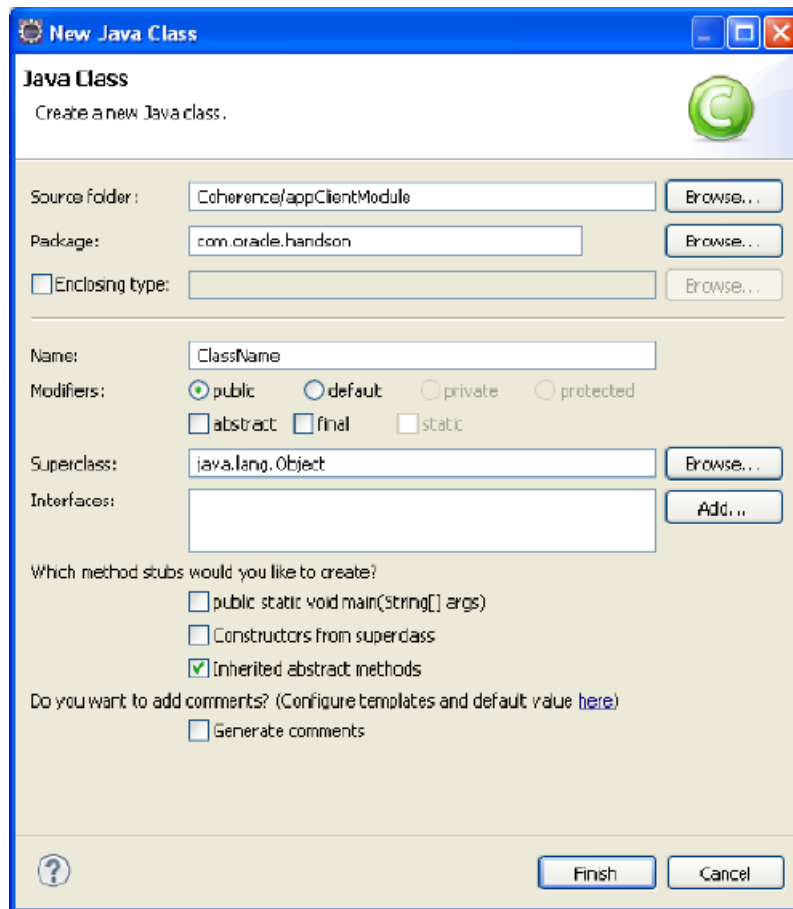 New Java Class
Java Class
Create a new Java class.
Source folder: Coherence/appClientModule Browse...
Package: com.oracle.handson Browse...
Enclosing type: Browse...
Name: ClassName
Modifiers: public default private protected
abstract final static
Superclass: java.lang.Object Browse...
Interfaces: Add...
Which method stubs would you like to create?
public static void main(String[] args)
Constructors from superclass
Inherited abstract methods
Do you want to add comments? (Configure templates and default value here)
Generate comments
? Finish Cancel